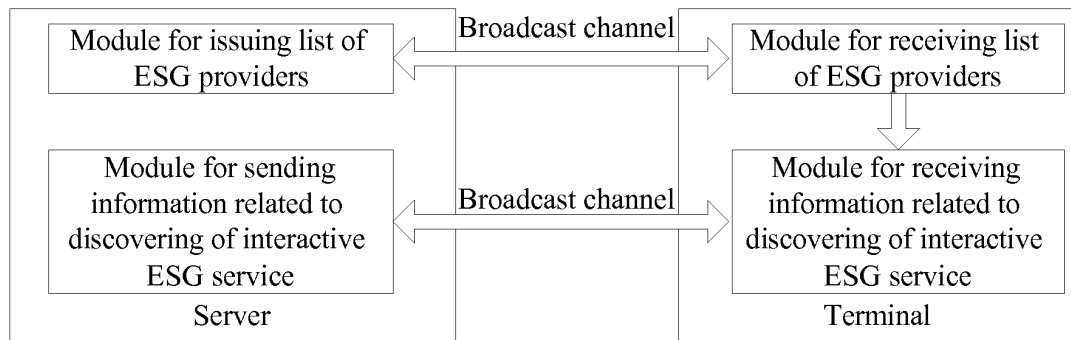 Module for issuing list of
ESG providers
Broadcast channel
Module for receiving list
of ESG providers
Module for sending
information related to
discovering of interactive
ESG service
Broadcast channel
Module for receiving
information related to
discovering of interactive
ESG service
Server
Terminal